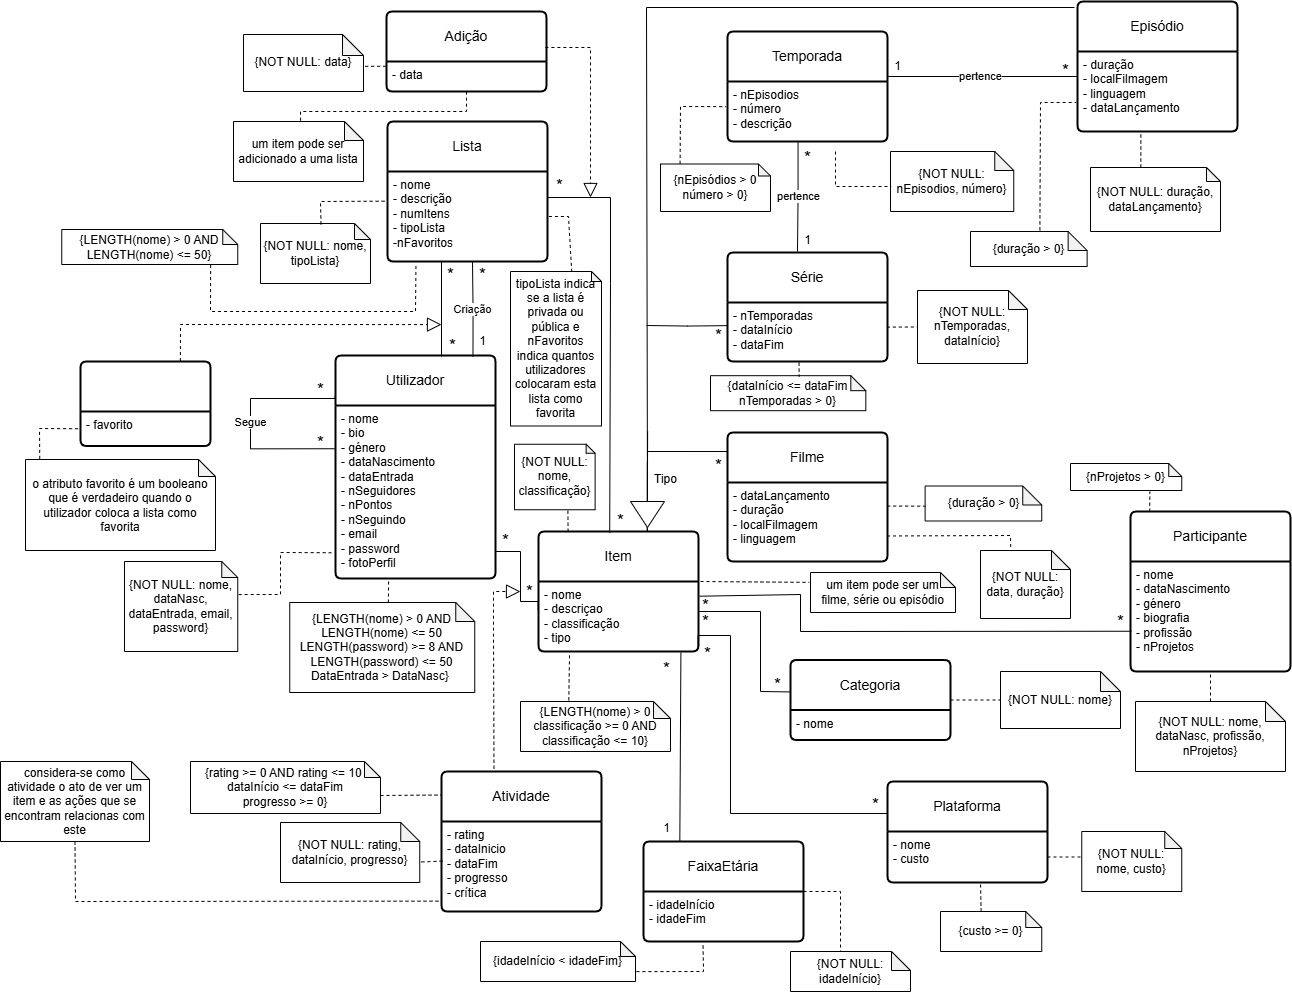 Adição
- data
{NOT NULL: data}
um item pode ser
adicionado a uma lista
Lista
- nome
- descrição
- numItens
- tipoLista
-nFavoritos
{NOT NULL: nome,
tipoLista}
{LENGTH(nome) > 0 AND
LENGTH(nome) <= 50}
tipoLista indica
se a lista é
privada ou
pública e
nFavoritos
indica quantos
utilizadores
colocaram esta
lista como
favorita
*
*
*
Criação
*
1
- favorito
o atributo favorito é um booleano
que é verdadeiro quando o
utilizador coloca a lista como
favorita
Segue
*
*
Utilizador
- nome
- bio
- género
- dataNascimento
- dataEntrada
- nSeguidores
- nPontos
- nSeguindo
- email
- password
- fotoPerfil
{NOT NULL: nome,
dataNasc,
dataEntrada, email,
password}
{LENGTH(nome) > 0 AND
LENGTH(nome) <= 50
LENGTH(password) >= 8 AND
LENGTH(password) <= 50
DataEntrada > DataNasc}
Temporada
- nEpisodios
- número
- descrição
{nEpisódios > 0
número > 0}
{NOT NULL:
nEpisodios, número}
1
pertence
*
Episódio
- duração
- localFilmagem
- linguagem
- dataLançamento
{NOT NULL: duração,
dataLançamento}
{duração > 0}
*
pertence
1
Série
- nTemporadas
- dataInício
- dataFim
{NOT NULL:
nTemporadas,
dataInício}
{dataInício <= dataFim
nTemporadas > 0}
*
Filme
- dataLançamento
- duração
- localFilmagem
- linguagem
{duração > 0}
{NOT NULL:
data, duração}
*
Tipo
*
{NOT NULL:
nome,
classificação}
Item
- nome
- descriçao
- classificação
- tipo
um item pode ser um
filme, série ou episódio
{LENGTH(nome) > 0
classificação >= 0 AND
classificação <= 10}
*
*
*
*
*
*
{nProjetos > 0}
Participante
- nome
- dataNascimento
- género
- biografia
- profissão
- nProjetos
{NOT NULL: nome,
dataNasc, profissão,
nProjetos}
*
*
Categoria
- nome
{NOT NULL: nome}
considera-se como
atividade o ato de ver um
item e as ações que se
encontram relacionas com
este
{rating >= 0 AND rating <= 10
dataInício <= dataFim
progresso >= 0}
{NOT NULL: rating,
dataInício, progresso}
Atividade
- rating
- dataInicio
- dataFim
- progresso
- crítica
1
FaixaEtária
- idadeInício
- idadeFim
{idadeInício < idadeFim}
{NOT NULL:
idadeInício}
*
Plataforma
- nome
- custo
{NOT NULL:
nome, custo}
{custo >= 0}